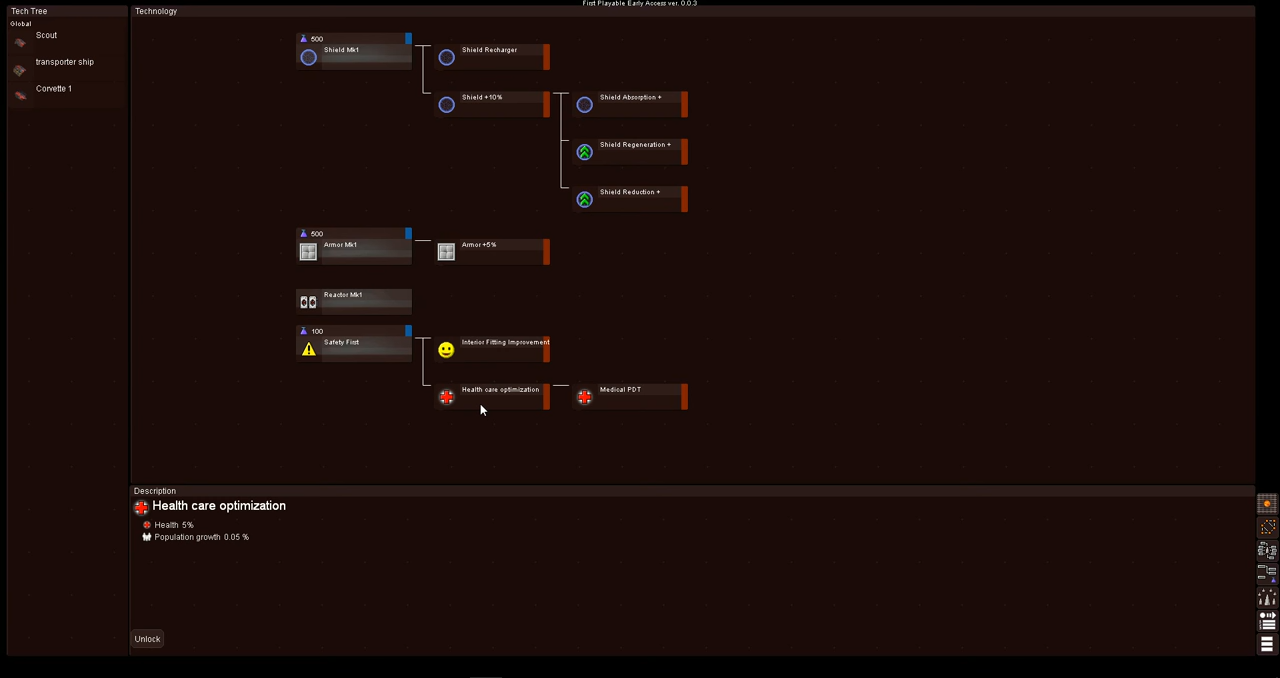 First Playable Early Access ver. 0.0.3
Tech Tree
Technology
Global
Scout
transporter ship
Corvette 1
500
Shield Mk1
Shield Recharger
Shield +10%
Shield Absorption +
Shield Regeneration +
Shield Reduction +
500
Armor Mk1
Armor +5%
Reactor Mk1
100
Safety First
Interior Fitting Improvement
Health care optimization
Medical PDT
Description
Health care optimization
Health 5%
Population growth 0.05 %
Unlock